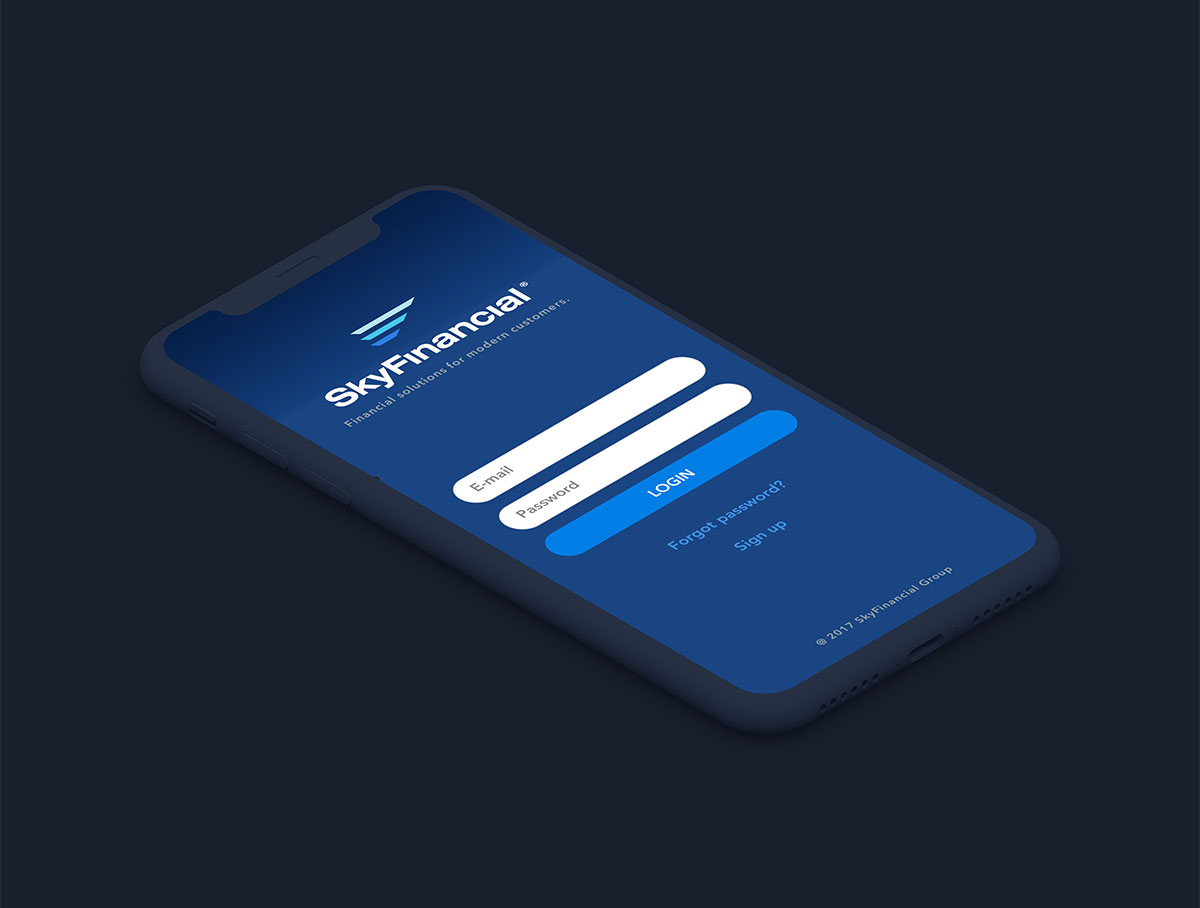 SkyFinancial®
Financial solutions for modern customers.
E-mail
Password
LOGIN
Forgot password?
Sign up
@ 2017 SkyFinancial Group